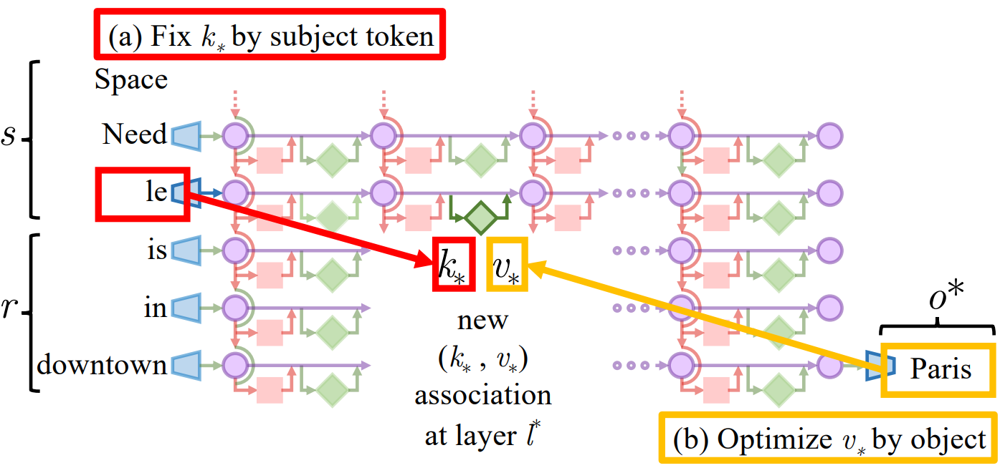 (a) Fix k* by subject token
s
Space
Need
le
r
is
in
downtown
k* v*
new
(k* , v*)
association
at layer l*
o*
Paris
(b) Optimize v* by object